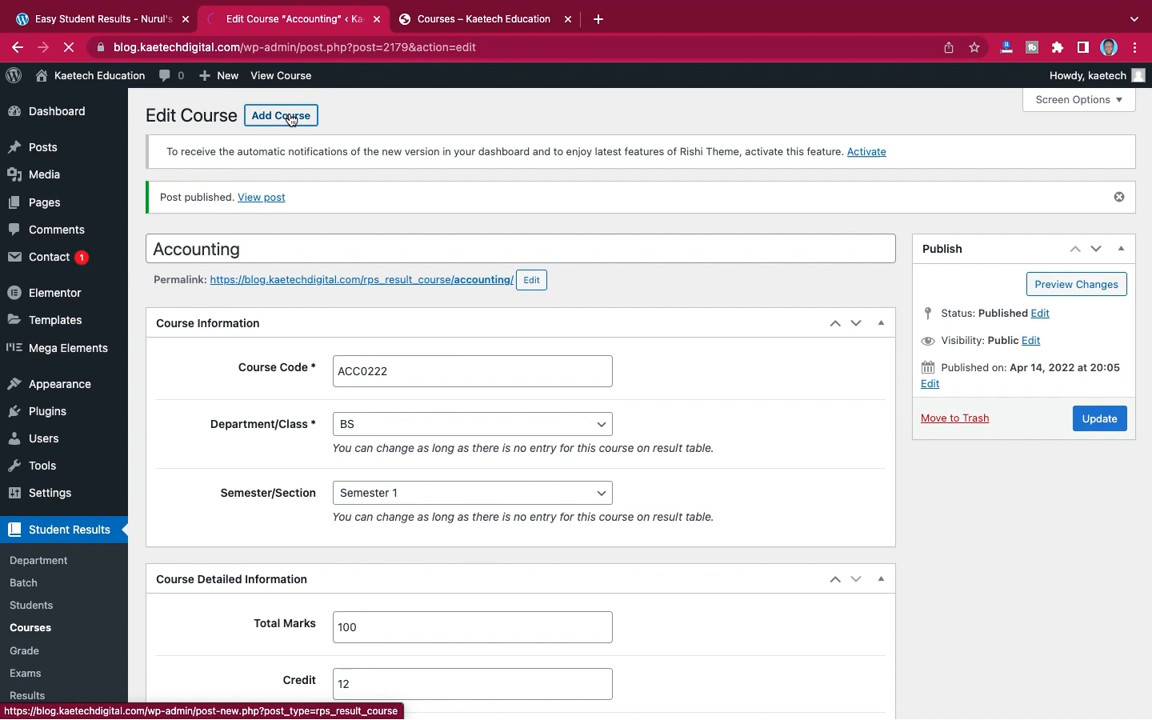 Easy Student Results - Nurul's
Edit Course "Accounting" ‹ Ka
Courses – Kaetech Education
blog.kaetechdigital.com/wp-admin/post.php?post=2179&action=edit
Kaetech Education
0
New
View Course
Howdy, kaetech
Dashboard
Posts
Media
Pages
Comments
Contact 1
Elementor
Templates
Mega Elements
Appearance
Plugins
Users
Tools
Settings
Student Results
Department
Batch
Students
Courses
Grade
Exams
Results
Edit Course
Add Course
Screen Options
To receive the automatic notifications of the new version in your dashboard and to enjoy latest features of Rishi Theme, activate this feature. Activate
Post published. View post
Accounting
Permalink: https://blog.kaetechdigital.com/rps_result_course/accounting/ Edit
Course Information
Course Code * ACC0222
Department/Class * BS
You can change as long as there is no entry for this course on result table.
Semester/Section Semester 1
You can change as long as there is no entry for this course on result table.
Course Detailed Information
Total Marks 100
Credit 12
Publish
Preview Changes
Status: Published Edit
Visibility: Public Edit
Published on: Apr 14, 2022 at 20:05
Edit
Move to Trash
Update
https://blog.kaetechdigital.com/wp-admin/post-new.php?post_type=rps_result_course